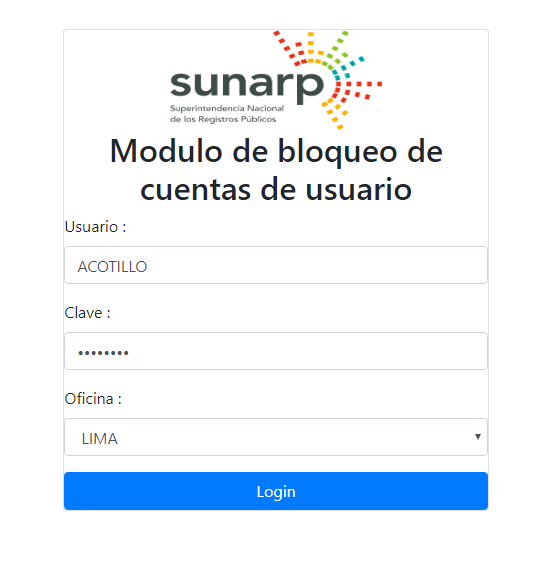 sunarp
Superintendencia Nacional
de los Registros Públicos
Modulo de bloqueo de
cuentas de usuario
Usuario :
ACOTILLO
Clave :
••••••••
Oficina :
LIMA
Login